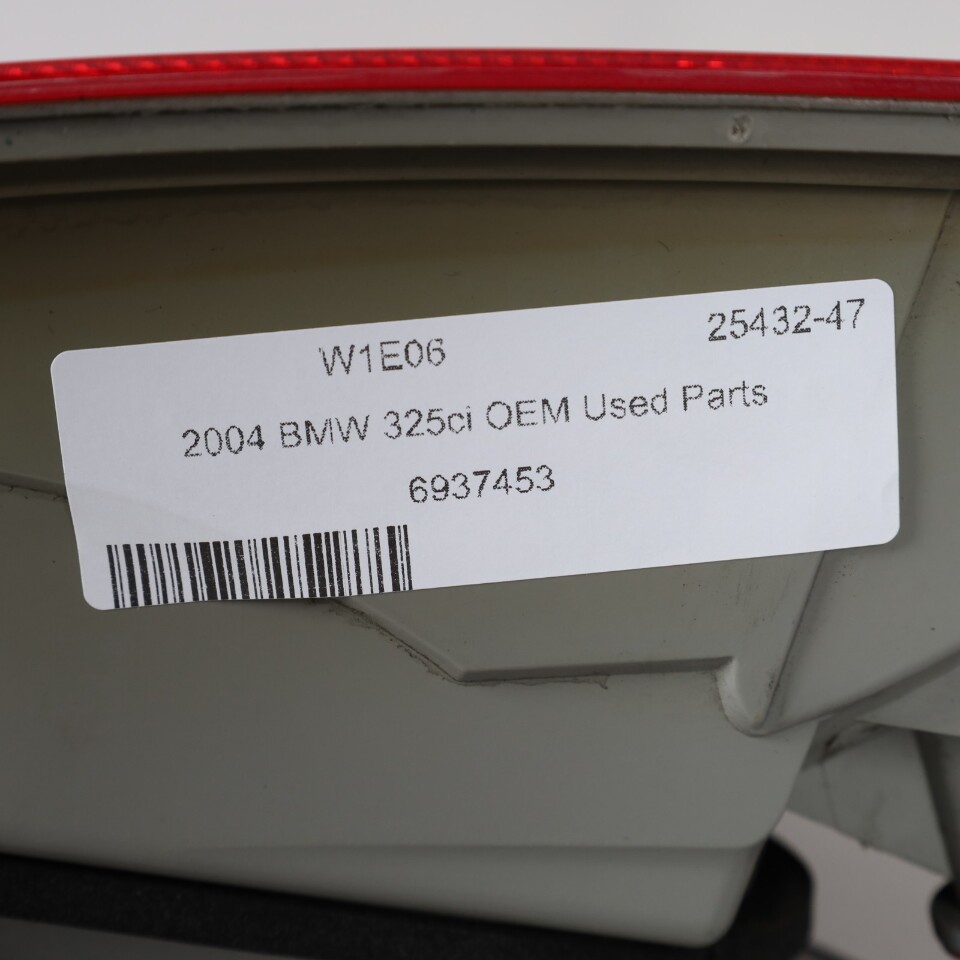 W1E06 25432-47
2004 BMW 325ci OEM Used Parts
6937453